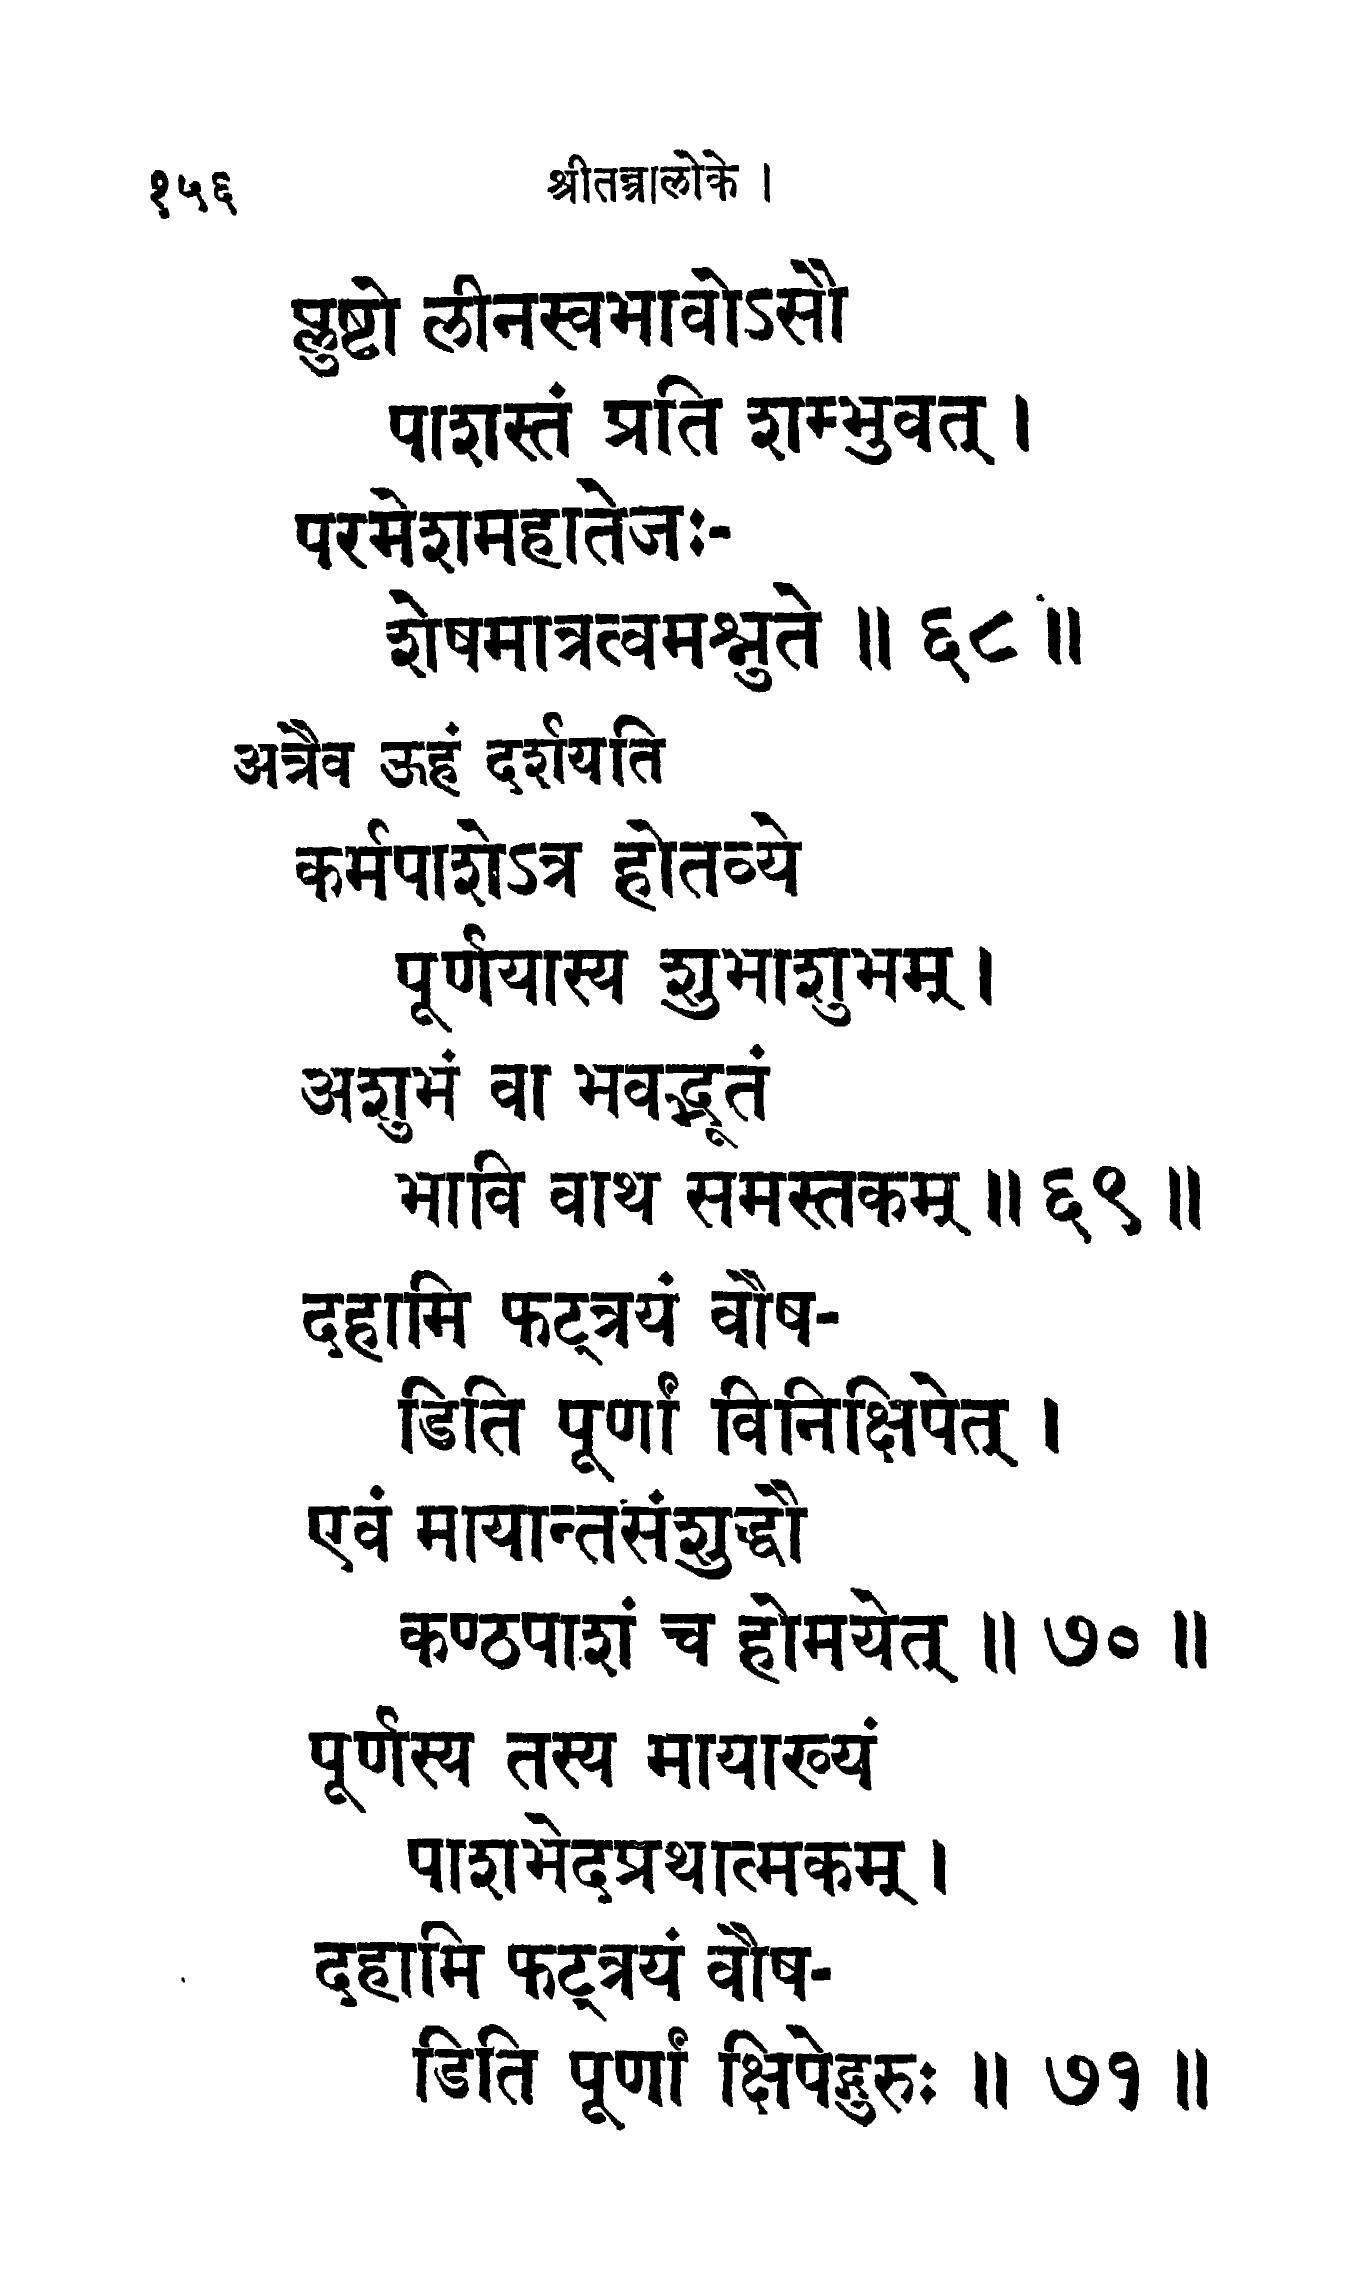 १५६ श्रीतन्त्रालोके ।
प्लुष्टो लीनस्वभावोऽसौ
पाशस्तं प्रति शम्भुवत् ।
परमेशमहातेजः-
शेषमात्रत्वमश्नुते ॥ ६८ ॥
अत्रैव ऊहं दर्शयति
कर्मपाशेऽत्र होतव्ये
पूर्णयास्य शुभाशुभम् ।
अशुभं वा भवद्भूतं
भावि वाथ समस्तकम् ॥ ६९ ॥
दहामि फट्त्रयं वौष-
डिति पूर्णां विनिक्षिपेत् ।
एवं मायान्तसंशुद्धौ
कण्ठपाशं च होमयेत् ॥ ७० ॥
पूर्णस्य तस्य मायाख्यं
पाशभेदप्रथात्मकम् ।
दहामि फट्त्रयं वौष-
डिति पूर्णां क्षिपेद्गुरुः ॥ ७१ ॥